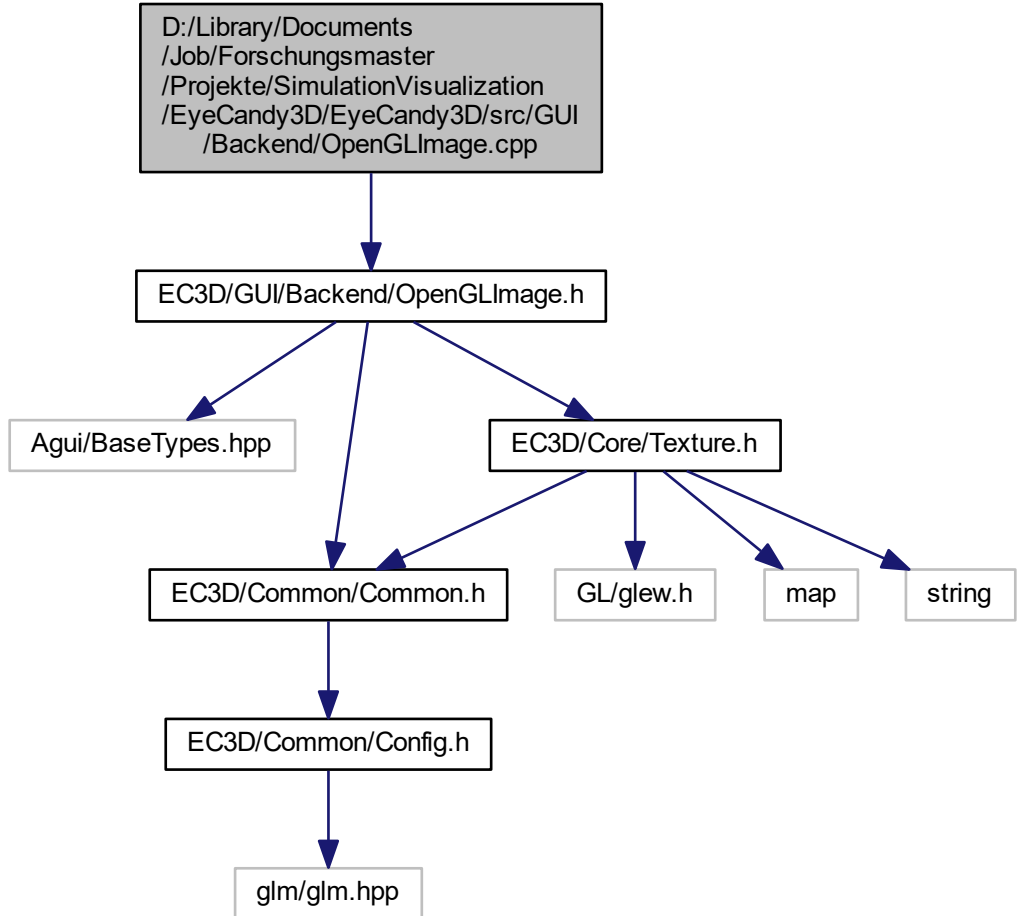 D:/Library/Documents
/Job/Forschungsmaster
/Projekte/SimulationVisualization
/EyeCandy3D/EyeCandy3D/src/GUI
/Backend/OpenGLImage.cpp
EC3D/GUI/Backend/OpenGLImage.h
Agui/BaseTypes.hpp
EC3D/Core/Texture.h
EC3D/Common/Common.h
GL/glew.h
map
string
EC3D/Common/Config.h
glm/glm.hpp